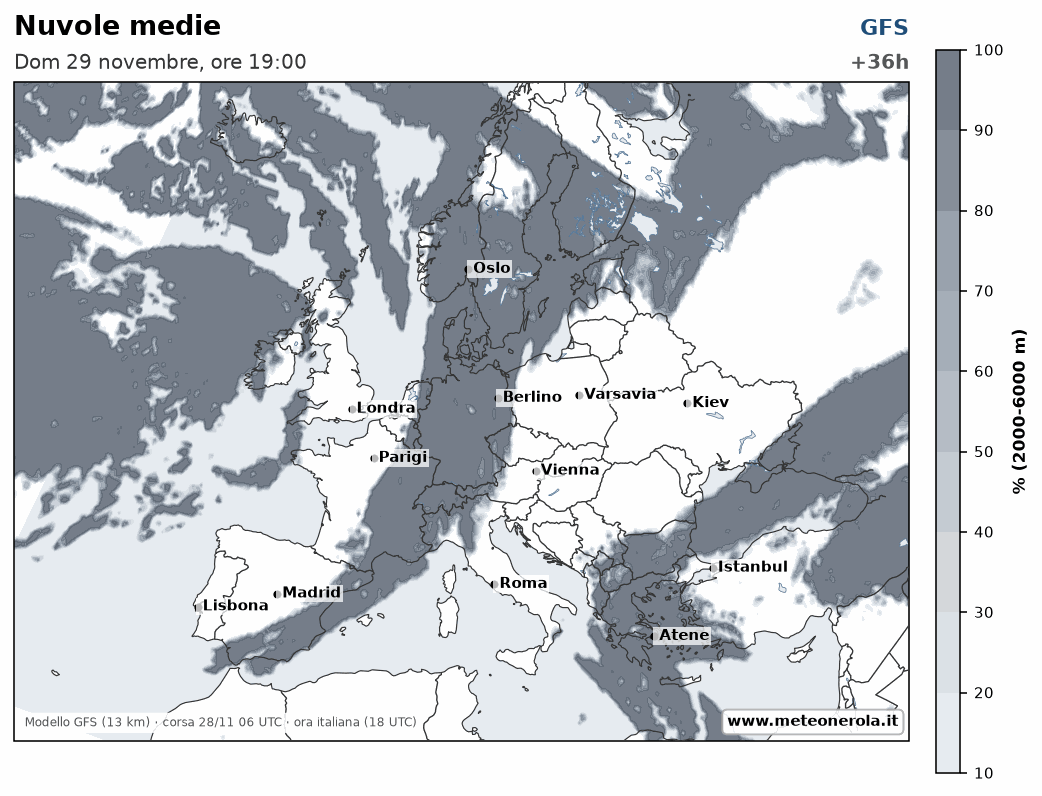 Nuvole medie
GFS
Dom 29 novembre, ore 19:00
+36h
100
90
80
70
60
50
40
30
20
10
% (2000-6000 m)
Oslo
Berlino
Varsavia
Kiev
Londra
Parigi
Vienna
Istanbul
Roma
Madrid
Lisbona
Atene
Modello GFS (13 km) · corsa 28/11 06 UTC · ora italiana (18 UTC)
www.meteonerola.it